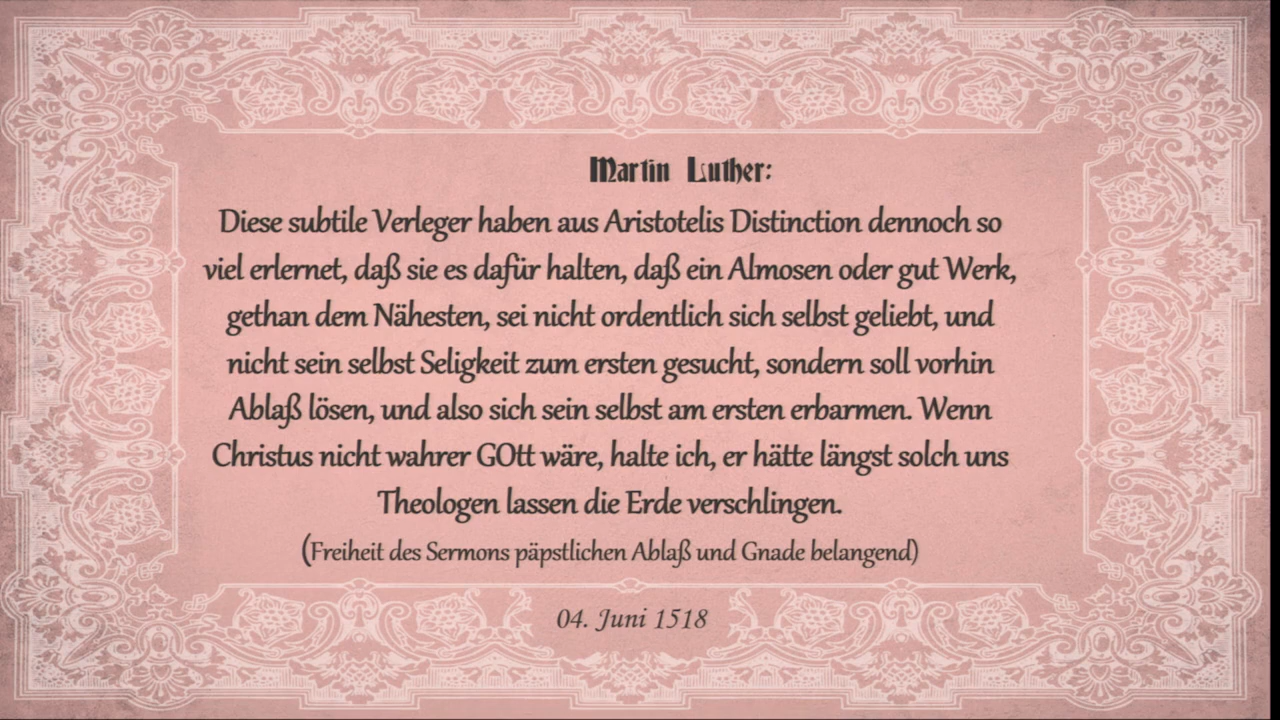 Martin Luther:
Diese subtile Verleger haben aus Aristotelis Distinction dennoch so
viel erlernet, daß sie es dafür halten, daß ein Almosen oder gut Werk,
gethan dem Nähesten, sei nicht ordentlich sich selbst geliebt, und
nicht sein selbst Seligkeit zum ersten gesucht, sondern soll vorhin
Ablaß lösen, und also sich sein selbst am ersten erbarmen. Wenn
Christus nicht wahrer GOtt wäre, halte ich, er hätte längst solch uns
Theologen lassen die Erde verschlingen.
(Freiheit des Sermons päpstlichen Ablaß und Gnade belangend)
04. Juni 1518